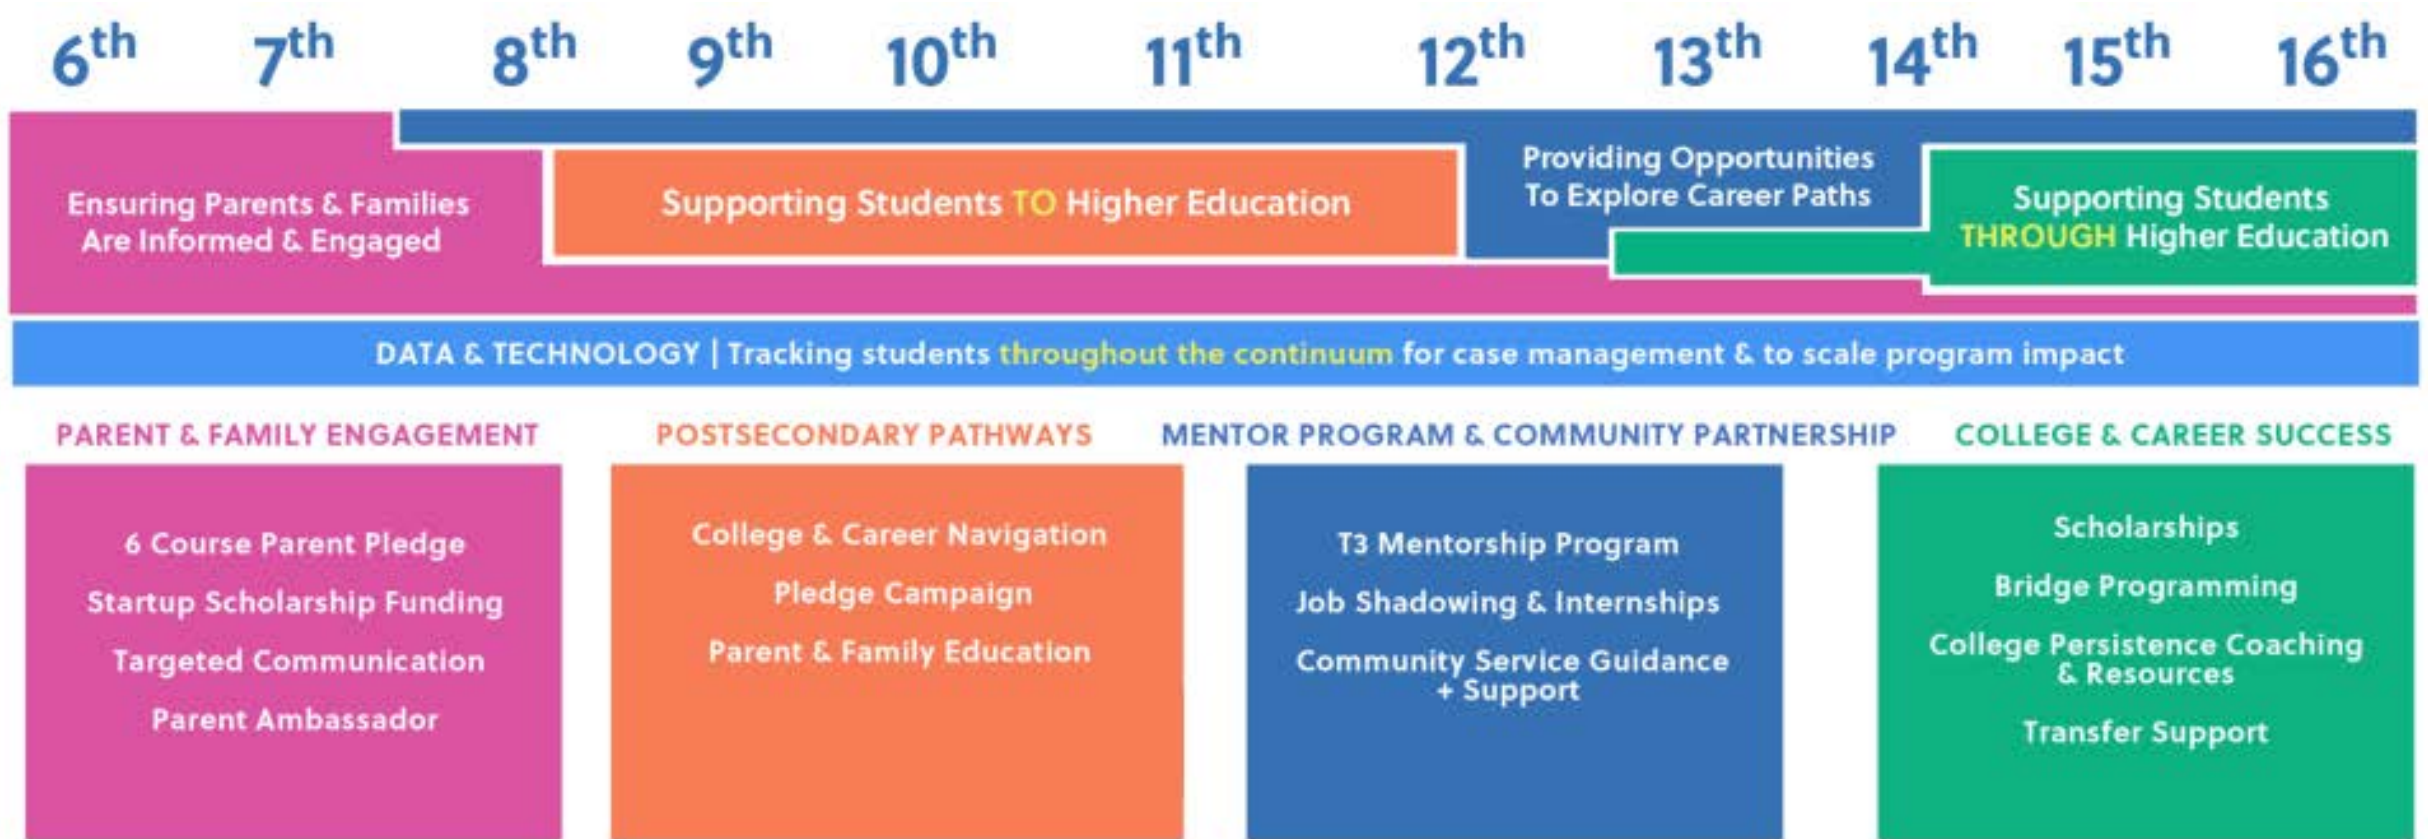 6th 7th 8th 9th 10th 11th 12th 13th 14th 15th 16th
Ensuring Parents & Families
Are Informed & Engaged
Supporting Students TO Higher Education
Providing Opportunities
To Explore Career Paths
Supporting Students
THROUGH Higher Education
DATA & TECHNOLOGY | Tracking students throughout the continuum for case management & to scale program impact
PARENT & FAMILY ENGAGEMENT
6 Course Parent Pledge
Startup Scholarship Funding
Targeted Communication
Parent Ambassador
POSTSECONDARY PATHWAYS
College & Career Navigation
Pledge Campaign
Parent & Family Education
MENTOR PROGRAM & COMMUNITY PARTNERSHIP
T3 Mentorship Program
Job Shadowing & Internships
Community Service Guidance
+ Support
COLLEGE & CAREER SUCCESS
Scholarships
Bridge Programming
College Persistence Coaching
& Resources
Transfer Support